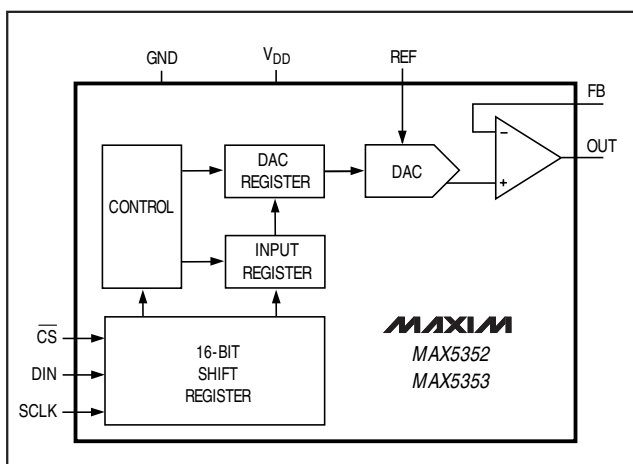 GND
VDD
REF
FB
OUT
DAC
REGISTER
DAC
CONTROL
INPUT
REGISTER
CS
DIN
SCLK
16-BIT
SHIFT
REGISTER
MAXIM
MAX5352
MAX5353
−
+